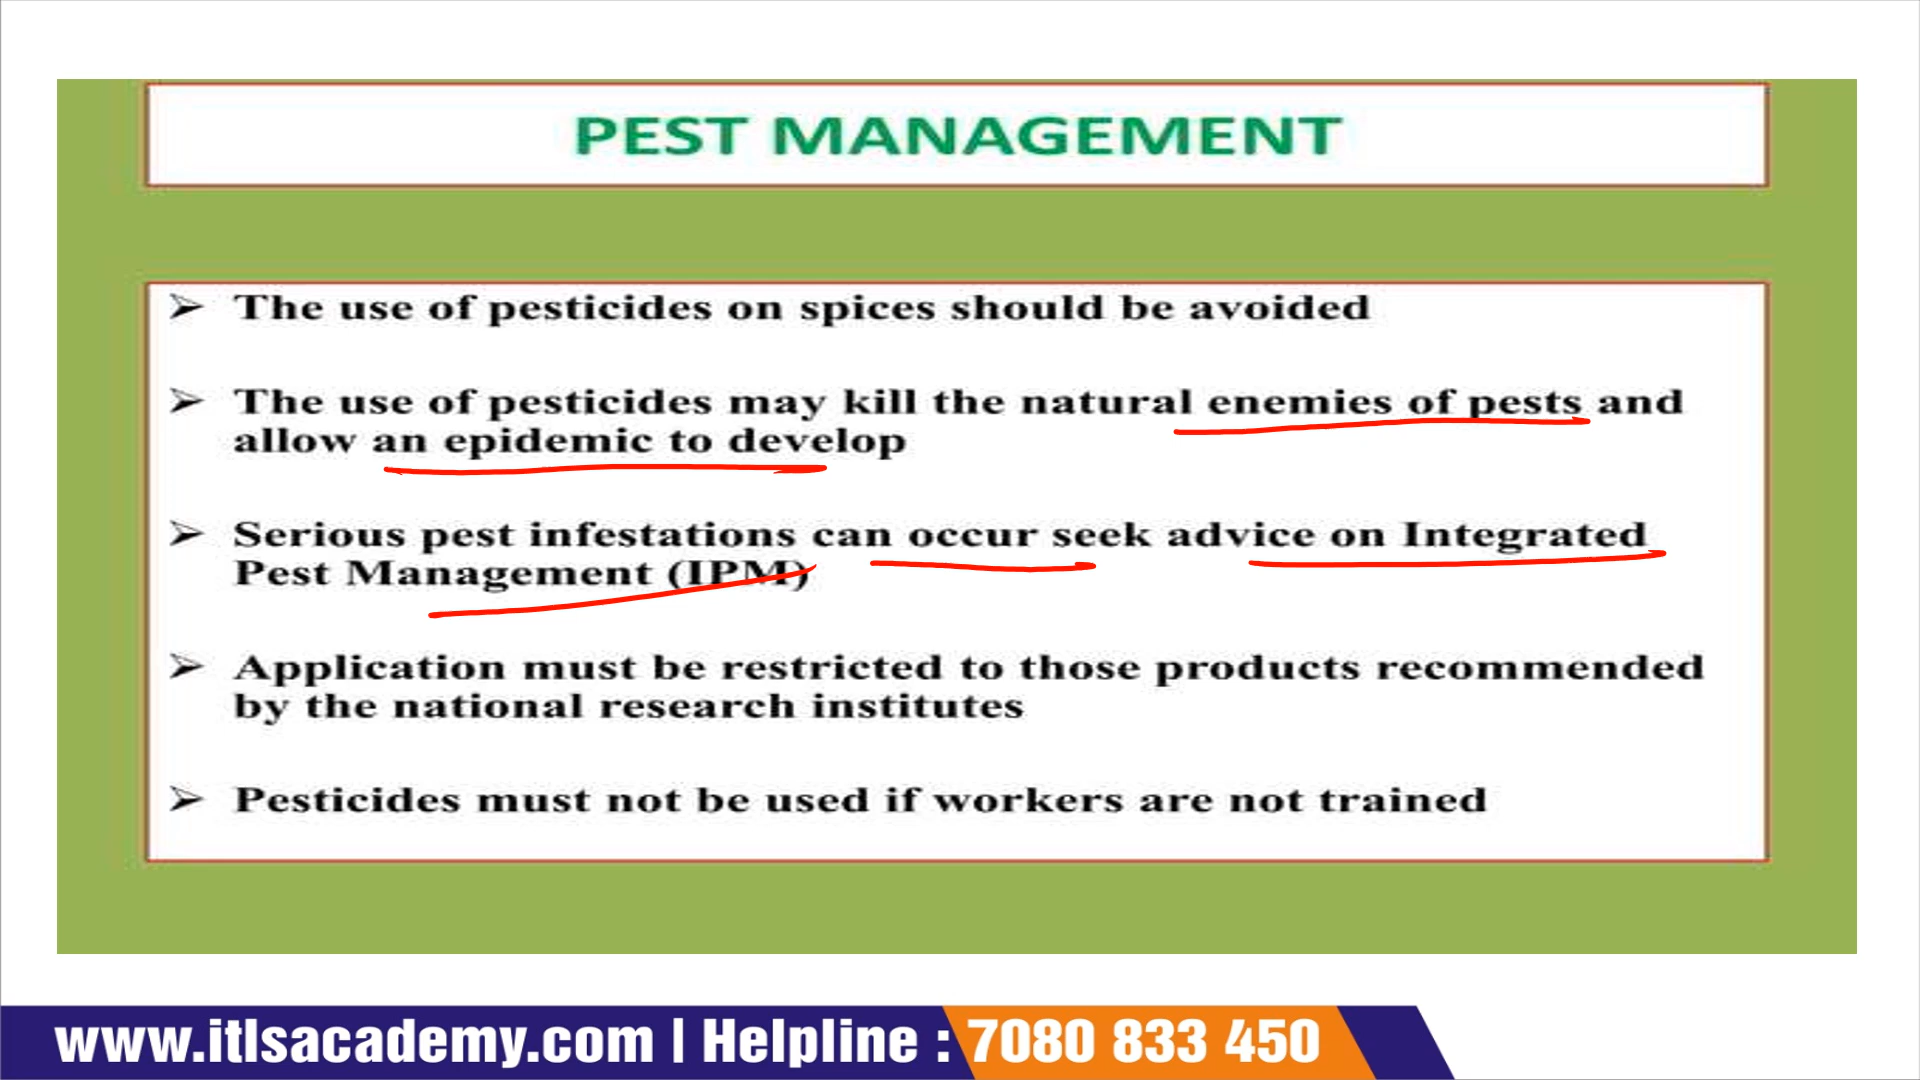 PEST MANAGEMENT
➢ The use of pesticides on spices should be avoided
➢ The use of pesticides may kill the natural enemies of pests and
allow an epidemic to develop
➢ Serious pest infestations can occur seek advice on Integrated
Pest Management (IPM)
➢ Application must be restricted to those products recommended
by the national research institutes
➢ Pesticides must not be used if workers are not trained
www.itlsacademy.com | Helpline : 7080 833 450